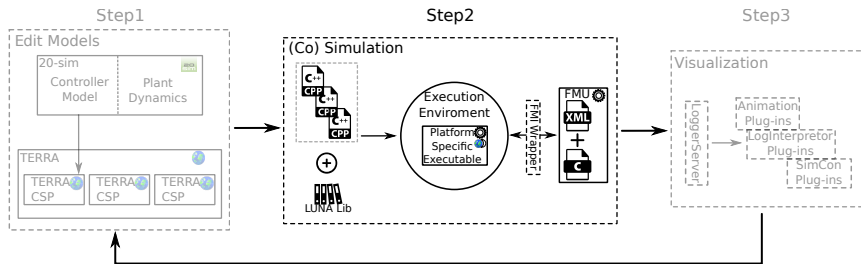 Step1
Step2
Step3
Edit Models
20-sim
Controller
Model
Plant
Dynamics
TERRA
TERRA
CSP
TERRA
CSP
TERRA
CSP
(Co) Simulation
C++
CPP
C++
CPP
C++
CPP
LUNA Lib
Execution
Enviroment
Platform
Specific
Executable
FMI Wrapper
FMU
XML
C
Visualization
LoggerServer
Animation
Plug-ins
LogInterpretor
Plug-ins
SimCon
Plug-ins